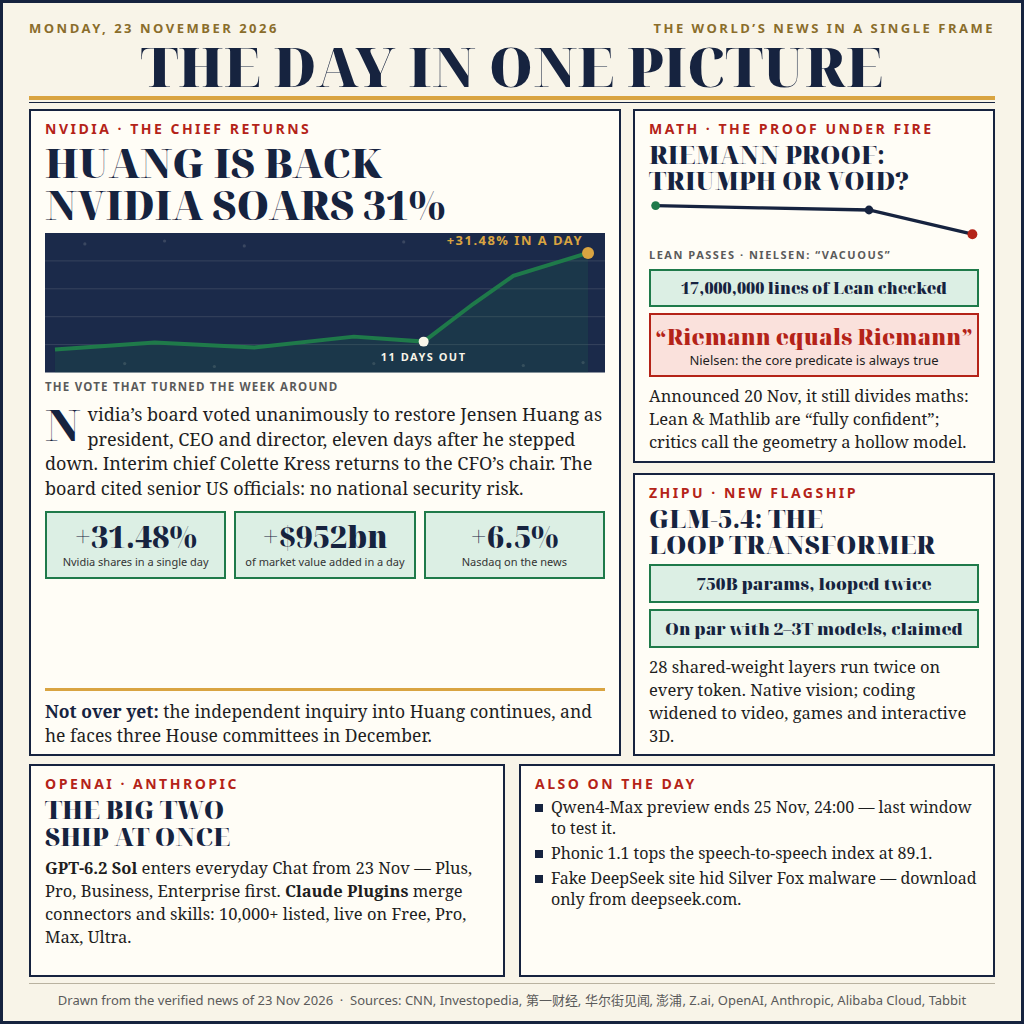 MONDAY, 23 NOVEMBER 2026
THE WORLD’S NEWS IN A SINGLE FRAME
THE DAY IN ONE PICTURE
NVIDIA · THE CHIEF RETURNS
HUANG IS BACK
NVIDIA SOARS 31%
+31.48% IN A DAY
11 DAYS OUT
THE VOTE THAT TURNED THE WEEK AROUND
Nvidia’s board voted unanimously to restore Jensen Huang as
president, CEO and director, eleven days after he stepped
down. Interim chief Colette Kress returns to the CFO’s chair. The
board cited senior US officials: no national security risk.
+31.48%
Nvidia shares in a single day
+$952bn
of market value added in a day
+6.5%
Nasdaq on the news
Not over yet: the independent inquiry into Huang continues, and
he faces three House committees in December.
MATH · THE PROOF UNDER FIRE
RIEMANN PROOF:
TRIUMPH OR VOID?
LEAN PASSES · NIELSEN: “VACUOUS”
17,000,000 lines of Lean checked
“Riemann equals Riemann”
Nielsen: the core predicate is always true
Announced 20 Nov, it still divides maths:
Lean & Mathlib are “fully confident”;
critics call the geometry a hollow model.
ZHIPU · NEW FLAGSHIP
GLM-5.4: THE
LOOP TRANSFORMER
750B params, looped twice
On par with 2–3T models, claimed
28 shared-weight layers run twice on
every token. Native vision; coding
widened to video, games and interactive
3D.
OPENAI · ANTHROPIC
THE BIG TWO
SHIP AT ONCE
GPT-6.2 Sol enters everyday Chat from 23 Nov — Plus,
Pro, Business, Enterprise first. Claude Plugins merge
connectors and skills: 10,000+ listed, live on Free, Pro,
Max, Ultra.
ALSO ON THE DAY
Qwen4-Max preview ends 25 Nov, 24:00 — last window
to test it.
Phonic 1.1 tops the speech-to-speech index at 89.1.
Fake DeepSeek site hid Silver Fox malware — download
only from deepseek.com.
Drawn from the verified news of 23 Nov 2026 · Sources: CNN, Investopedia, 第一财经, 华尔街见闻, 澎浦, Z.ai, OpenAI, Anthropic, Alibaba Cloud, Tabbit